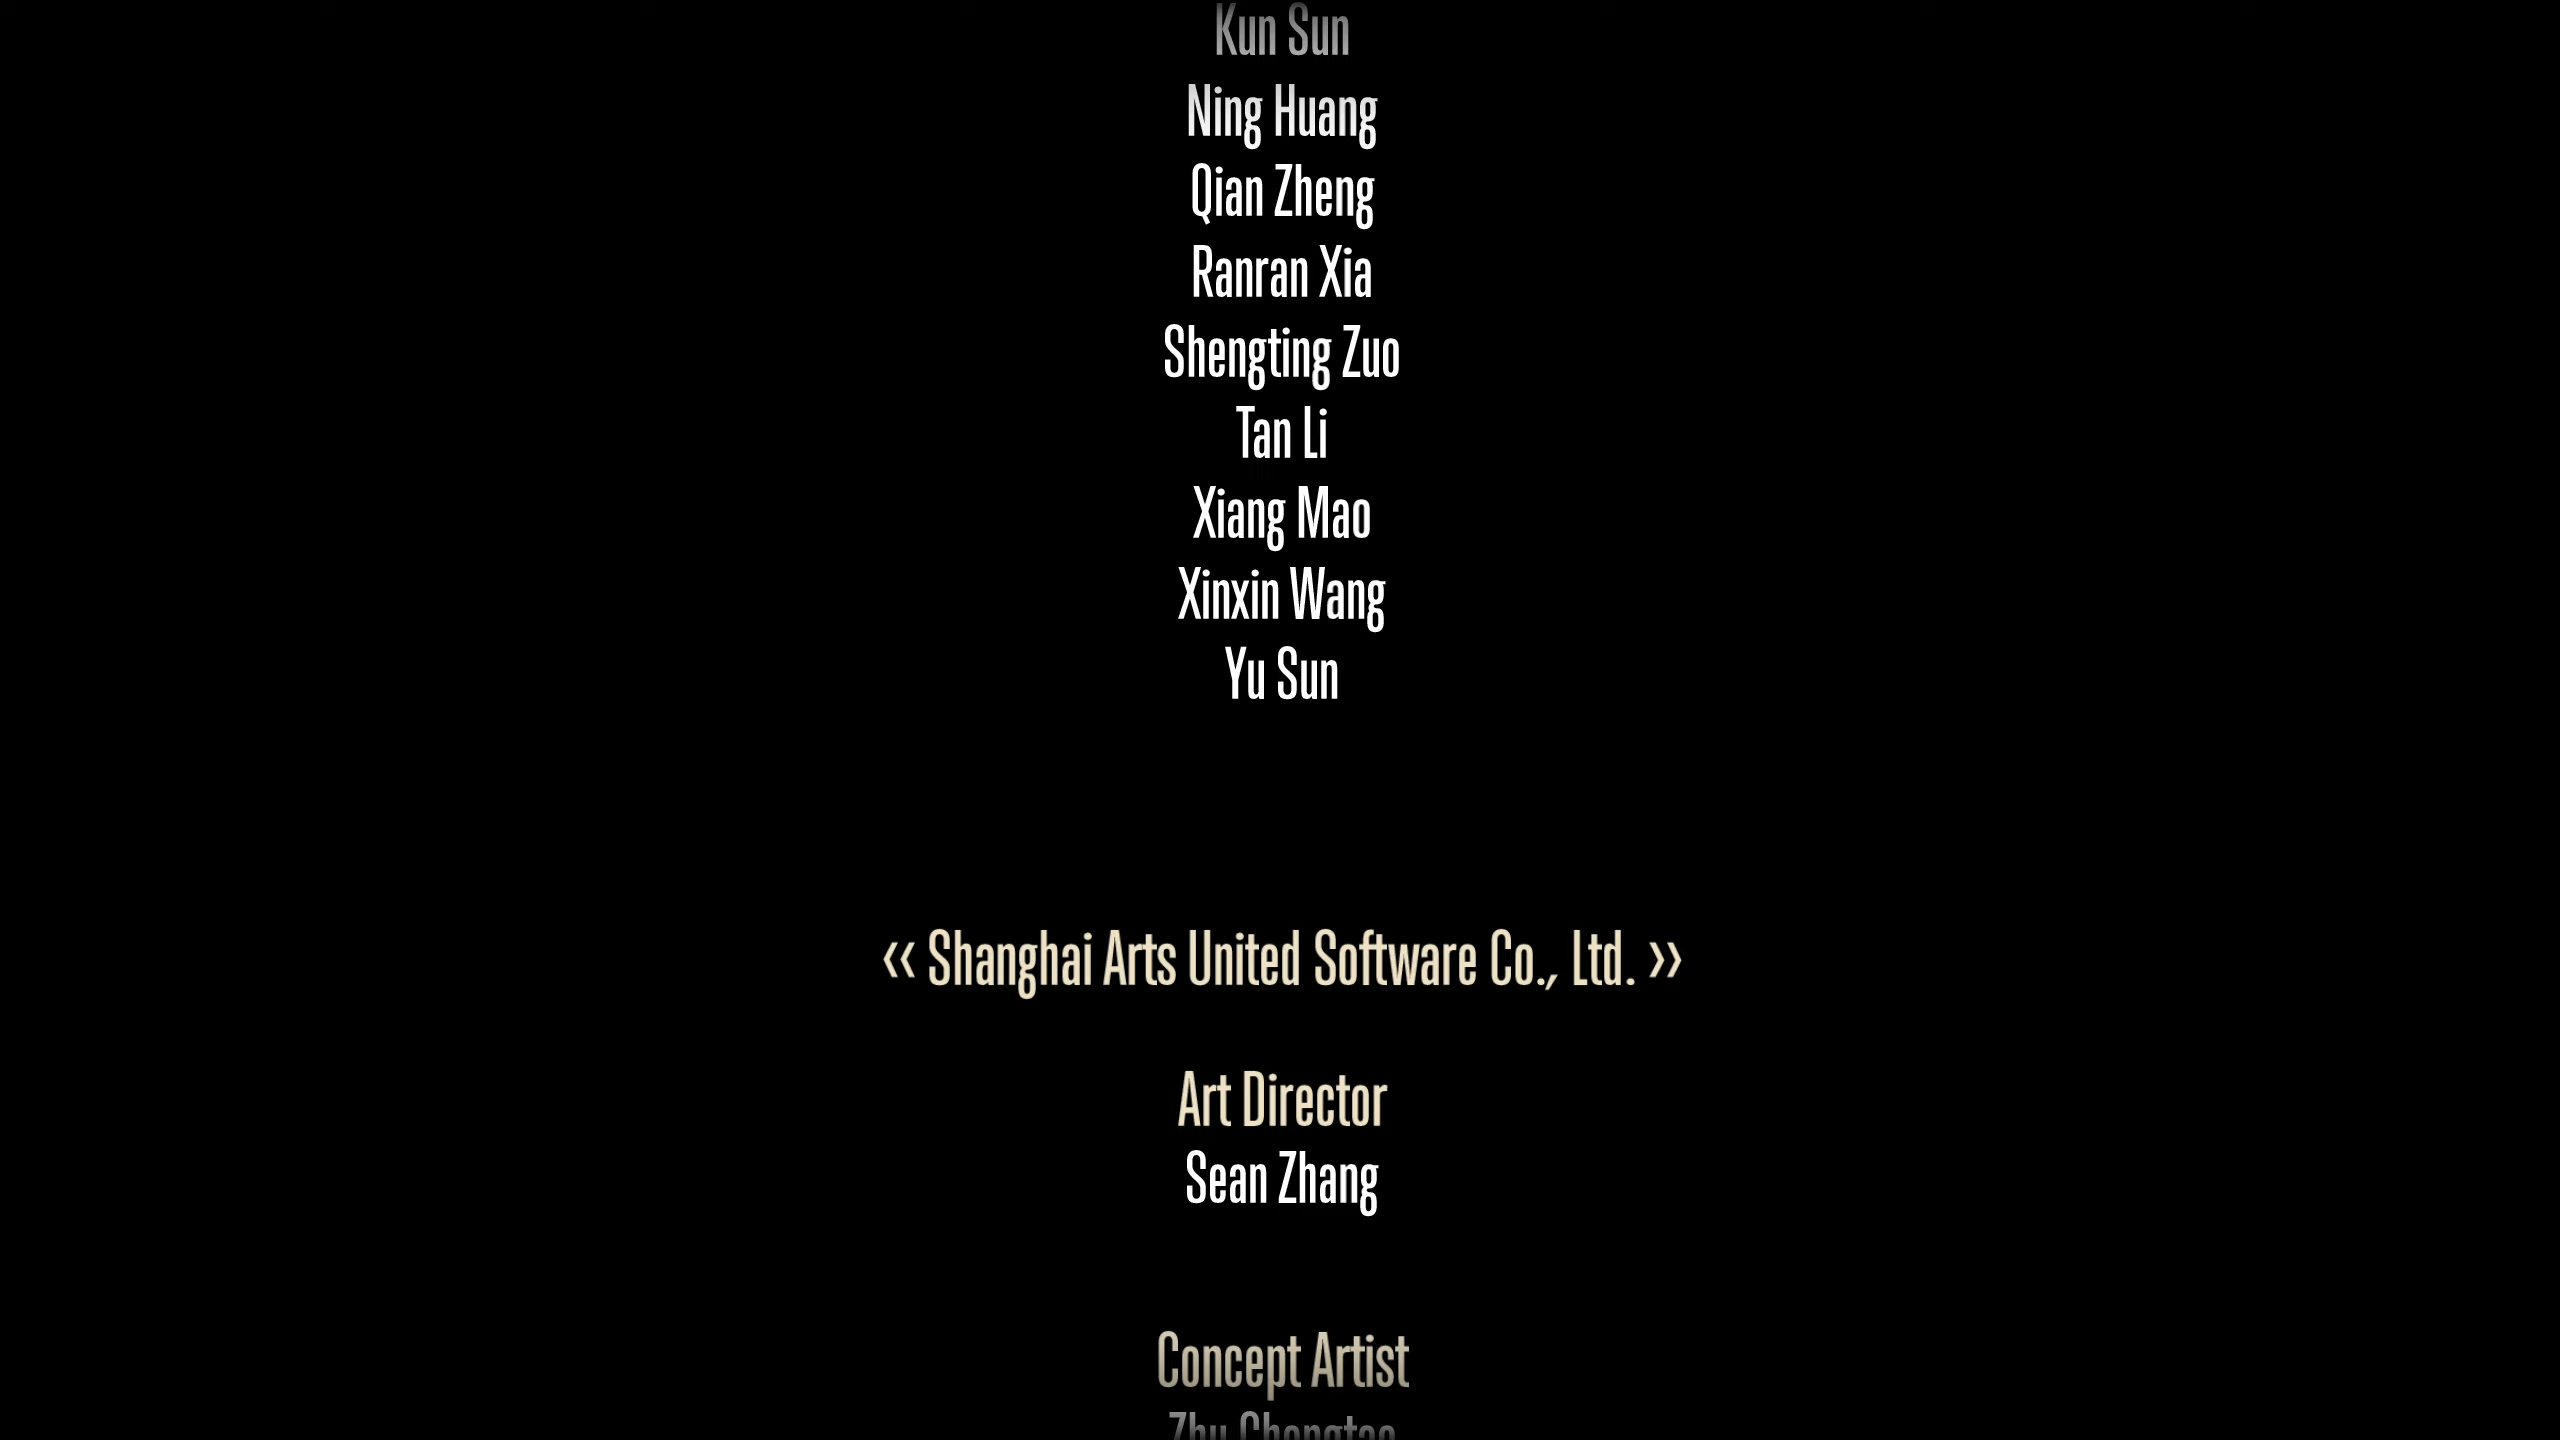 Kun Sun
Ning Huang
Qian Zheng
Ranran Xia
Shengting Zuo
Tan Li
Xiang Mao
Xinxin Wang
Yu Sun
‹‹ Shanghai Arts United Software Co., Ltd. ››
Art Director
Sean Zhang
Concept Artist